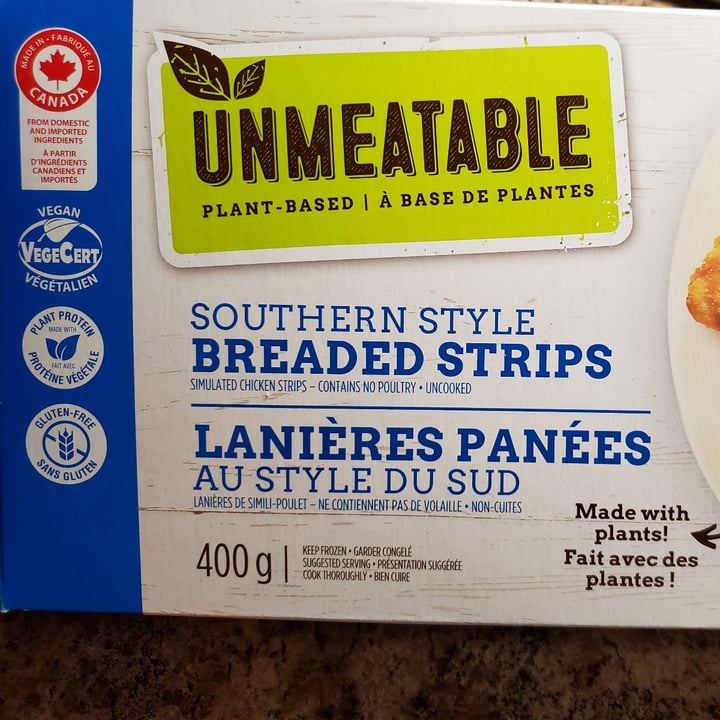 MADE IN • FABRIQUÉ AU
CANADA
FROM DOMESTIC
AND IMPORTED
INGREDIENTS
À PARTIR
D'INGRÉDIENTS
CANADIENS ET
IMPORTÉS
VEGAN
VEGECERT
VÉGÉTALIEN
PLANT PROTEIN
MADE WITH
FAIT AVEC
PROTÉINE VÉGÉTALE
GLUTEN-FREE
SANS GLUTEN
UNMEATABLE
PLANT-BASED | À BASE DE PLANTES
SOUTHERN STYLE
BREADED STRIPS
SIMULATED CHICKEN STRIPS – CONTAINS NO POULTRY • UNCOOKED
LANIÈRES PANÉES
AU STYLE DU SUD
LANIÈRES DE SIMILI-POULET – NE CONTIENNENT PAS DE VOLAILLE • NON-CUITES
400 g
KEEP FROZEN • GARDER CONGELÉ
SUGGESTED SERVING • PRÉSENTATION SUGGÉRÉE
COOK THOROUGHLY • BIEN CUIRE
Made with
plants!
Fait avec des
plantes !